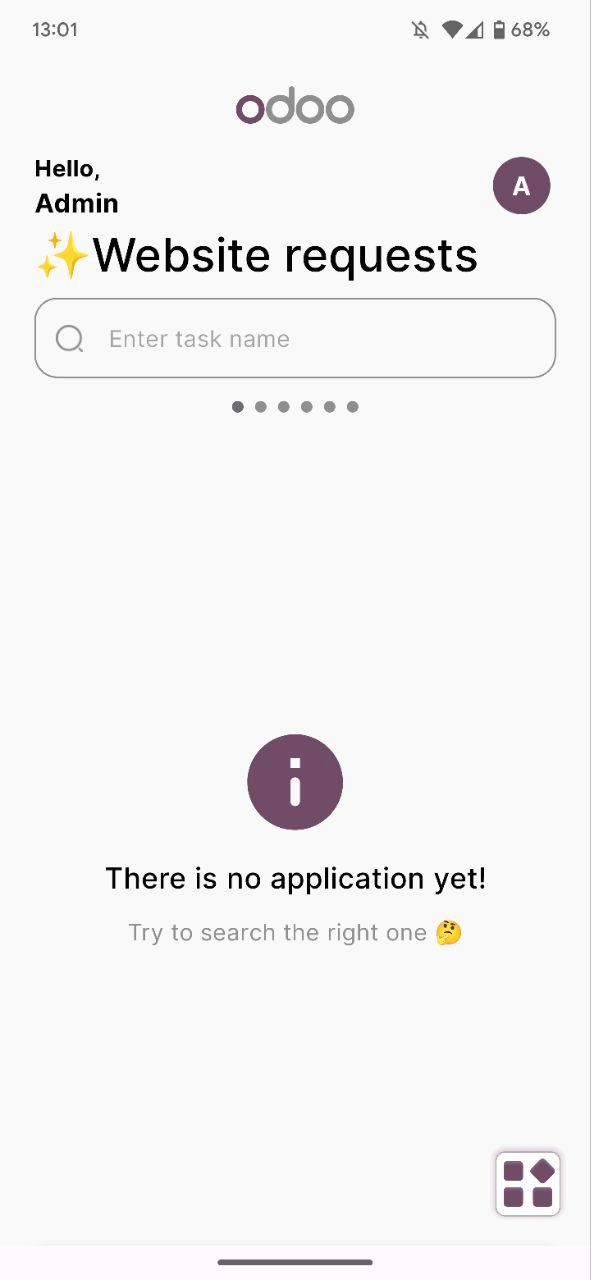 13:01
68%
odoo
Hello,
Admin
A
✨Website requests
Enter task name
There is no application yet!
Try to search the right one 🤔